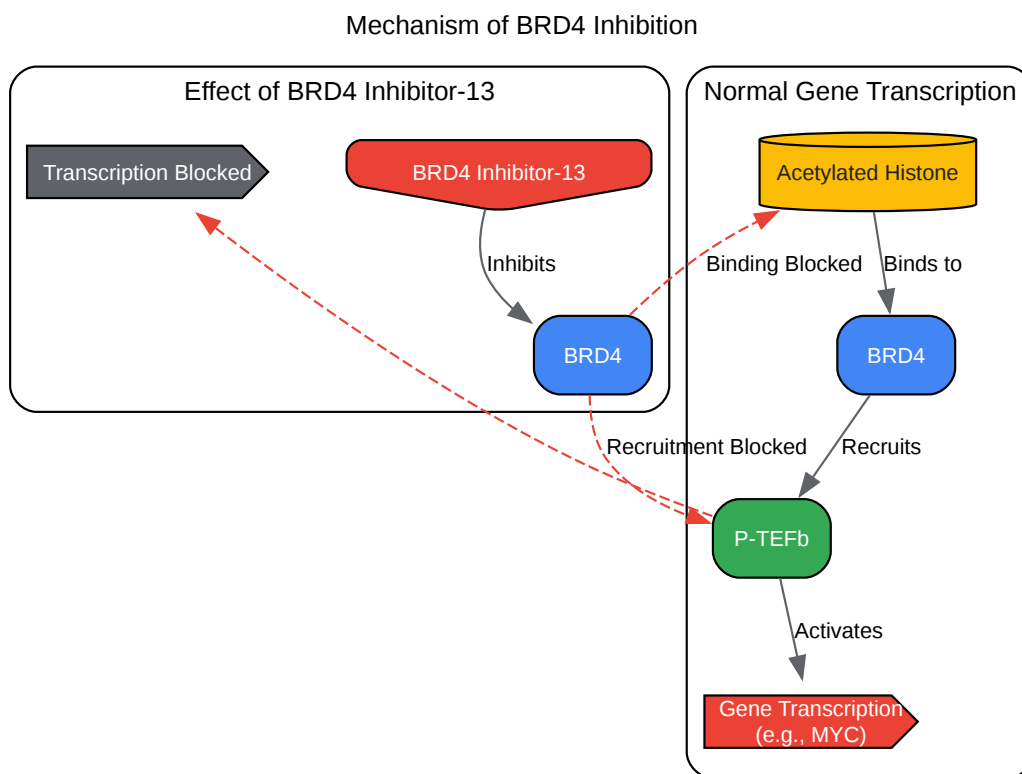 Mechanism of BRD4 Inhibition
Effect of BRD4 Inhibitor-13
Transcription Blocked
BRD4 Inhibitor-13
Inhibits
BRD4
Normal Gene Transcription
Acetylated Histone
Binding Blocked
Binds to
BRD4
Recruitment Blocked
Recruits
P-TEFb
Activates
Gene Transcription
(e.g., MYC)